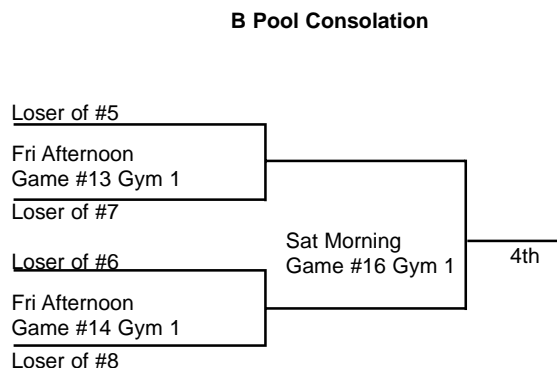 B Pool Consolation
Loser of #5
Fri Afternoon
Game #13 Gym 1
Loser of #7
Sat Morning
Game #16 Gym 1
4th
Loser of #6
Fri Afternoon
Game #14 Gym 1
Loser of #8